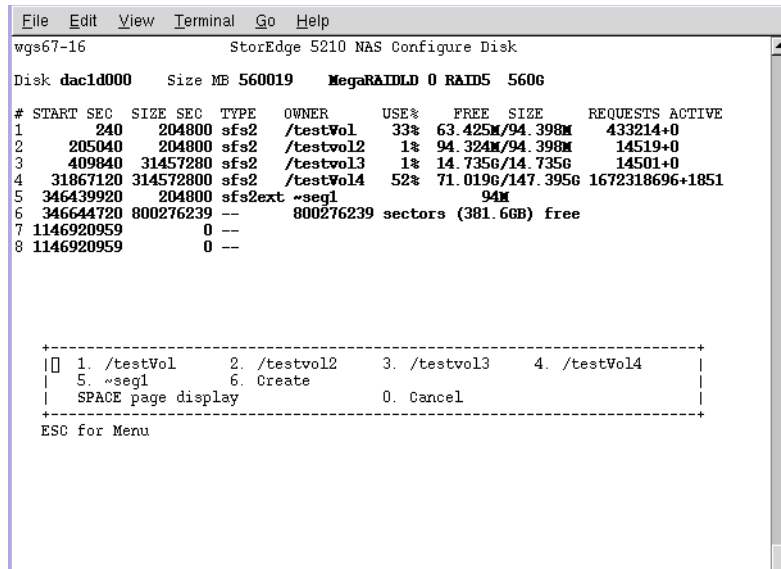 File Edit View Terminal Go Help
wgs67-16 StorEdge 5210 NAS Configure Disk
Disk dac1d000 Size MB 560019 MegaRAIDLD 0 RAID5 560G
# START SEC SIZE SEC TYPE OWNER USE% FREE SIZE REQUESTS ACTIVE
1 240 204800 sfs2 /testVol 33% 63.425M/94.398M 433214+0
2 205040 204800 sfs2 /testvol2 1% 94.324M/94.398M 14519+0
3 409840 31457280 sfs2 /testvol3 1% 14.735G/14.735G 14501+0
4 31867120 314572800 sfs2 /testVol4 52% 71.019G/147.395G 1672318696+1851
5 346439920 204800 sfs2ext ~seg1 94M
6 346644720 800276239 -- 800276239 sectors (381.6GB) free
7 1146920959 0 --
8 1146920959 0 --
1. /testVol 2. /testvol2 3. /testvol3 4. /testVol4
5. ~seg1 6. Create
SPACE page display 0. Cancel
ESC for Menu